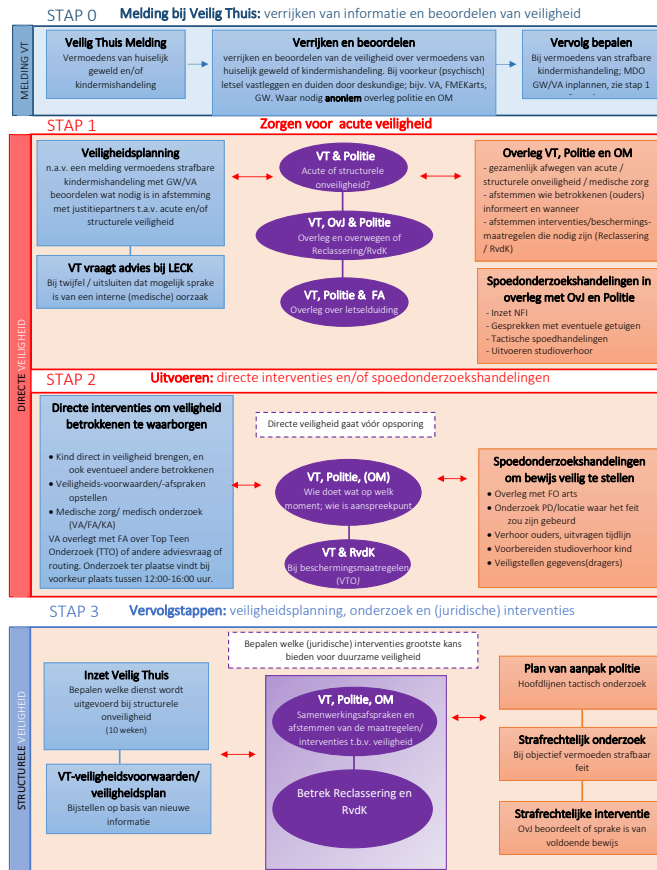 STAP 0 Melding bij Veilig Thuis: verrijken van informatie en beoordelen van veiligheid
MELDING VT
Veilig Thuis Melding
Vermoedens van huiselijk
geweld en/of
kindermishandeling
Verrijken en beoordelen
verrijken en beoordelen van de veiligheid over vermoedens van
huiselijk geweld of kindermishandeling. Bij voorkeur (psychisch)
letsel vastleggen en duiden door deskundige; bijv. VA, FMEKarts,
GW. Waar nodig anoniem overleg politie en OM
Vervolg bepalen
Bij vermoens van strafbare
kindermishandeling; MDO
GW/VA inplannen, zie stap 1
STAP 1 Zorgen voor acute veiligheid
DIRECTE VEILIGHEID
Veiligheidsplanning
n.a.v. een melding vermoedens strafbare
kindermishandeling met GW/VA
beoordelen wat nodig is in afstemming
met justitiepartners t.a.v. acute en/of
structurele veiligheid
VT vraagt advies bij LECK
Bij twijfel / uitsluiten dat mogelijk sprake
is van een interne (medische) oorzaak
VT & Politie
Acute of structurele
onveiligheid?
VT, OvJ & Politie
Overleg en overwegen of
Reclassering/RvdK
VT, Politie & FA
Overleg over letselduiding
Overleg VT, Politie en OM
- gezamenlijk afwegen van acute /
structurele onveiligheid / medische zorg
- afstemmen wie betrokkenen (ouders)
informeert en wanneer
- afstemmen interventies/beschermings-
maatregelen die nodig zijn (Reclassering
/ RvdK)
Spoedonderzoekshandelingen in
overleg met OvJ en Politie
- Inzet NFI
- Gesprekken met eventuele getuigen
- Tactische spoedhandelingen
- Uitvoeren studioverhoor
STAP 2 Uitvoeren: directe interventies en/of spoedonderzoekshandelingen
Directe interventies om veiligheid
betrokkenen te waarborgen
● Kind direct in veiligheid brengen, en
ook eventueel andere betrokkenen
● Veiligheids-voorwaarden/-afspraken
opstellen
● Medische zorg/ medisch onderzoek
(VA/FA/KA)
VA overlegt met FA over Top Teen
Onderzoek (TTO) of andere adviesvraag of
routing. Onderzoek ter plaatse vindt bij
voorkeur plaats tussen 12:00-16:00 uur.
Directe veiligheid gaat vóór opsporing
VT, Politie, (OM)
Wie doet wat op welk
moment; wie is aanspreekpunt
VT & RvdK
Bij beschermingsmaatregelen
(VTO)
Spoedonderzoekshandelingen
om bewijs veilig te stellen
● Overleg met FO arts
● Onderzoek PD/locatie waar het feit
zou zijn gebeurd
● Verhoor ouders, uitvragen tijdlijn
● Voorbereiden studioverhoor kind
● Veiligstellen gegevens(dragers)
STAP 3 Vervolgstappen: veiligheidsplanning, onderzoek en (juridische) interventies
STRUCTURELE VEILIGHEID
Bepalen welke (juridische) interventies grootste kans
bieden voor duurzame veiligheid
Inzet Veilig Thuis
Bepalen welke dienst wordt
uitgevoerd bij structurele
onveiligheid
(10 weken)
VT-veiligheidsvoorwaarden/
veiligheidsplan
Bijstellen op basis van nieuwe
informatie
VT, Politie, OM
Samenwerkingsafspraken en
afstemmen van de maatregelen/
interventies t.b.v. veiligheid
Betrek Reclassering en
RvdK
Plan van aanpak politie
Hoofdlijnen tactisch onderzoek
Strafrechtelijk onderzoek
Bij objectief vermoeden strafbaar
feit
Strafrechtelijke interventie
OvJ beoordeelt of sprake is van
voldoende bewijs